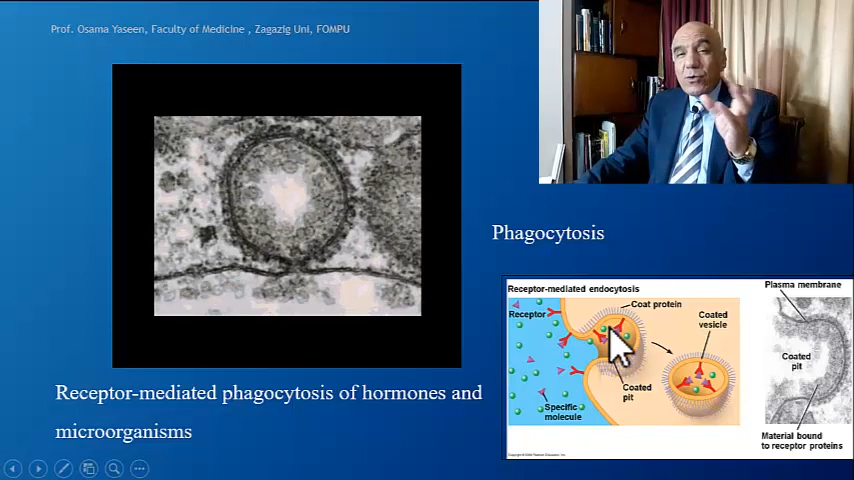 Prof. Osama Yaseen, Faculty of Medicine , Zagazig Uni, FOMPU
Phagocytosis
Receptor-mediated endocytosis
Plasma membrane
Receptor
Coat protein
Coated
vesicle
Coated
pit
Coated
pit
Specific
molecule
Material bound
to receptor proteins
Receptor-mediated phagocytosis of hormones and
microorganisms